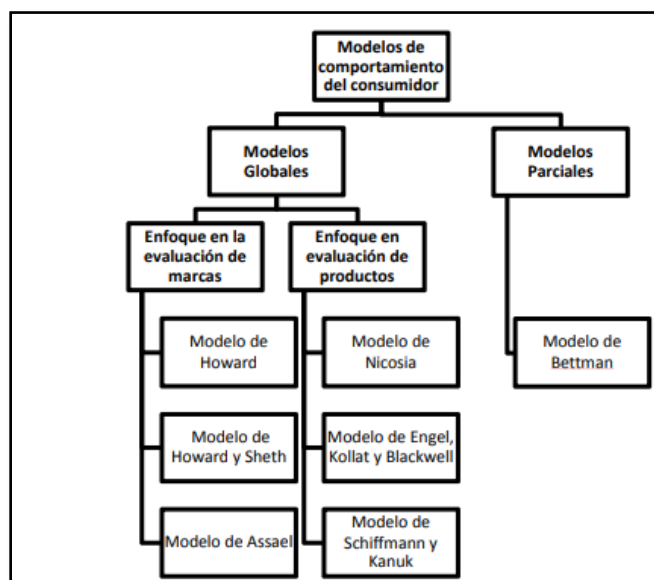 Modelos de
comportamiento
del consumidor
Modelos
Globales
Modelos
Parciales
Enfoque en la
evaluación de
marcas
Enfoque en
evaluación de
productos
Modelo de
Howard
Modelo de
Nicosia
Modelo de
Bettman
Modelo de
Howard y Sheth
Modelo de Engel,
Kollat y Blackwell
Modelo de Assael
Modelo de
Schiffmann y
Kanuk